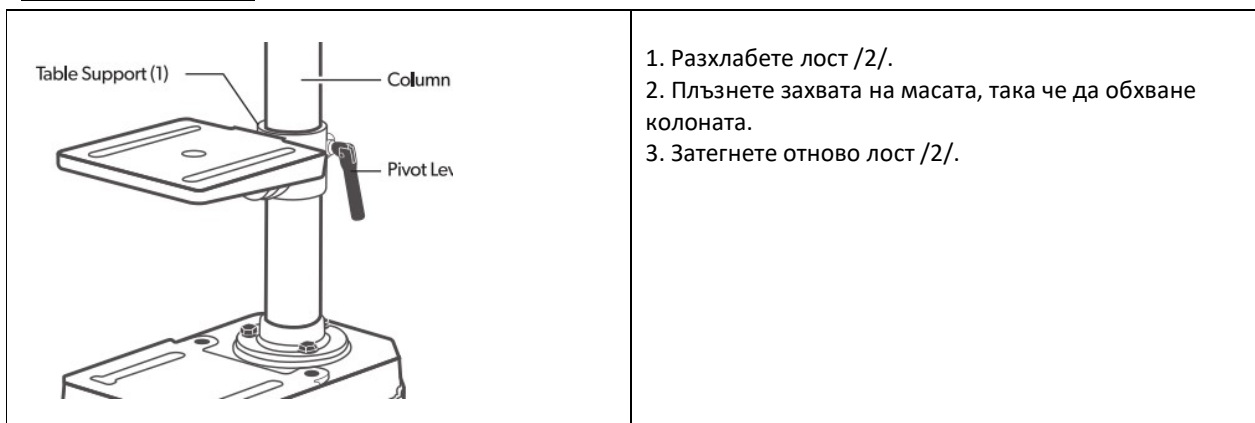 Table Support (1)
Column
Pivot Lev
1. Разхлабете лост /2/.
2. Плъзнете захвата на масата, така че да обхване
колоната.
3. Затегнете отново лост /2/.